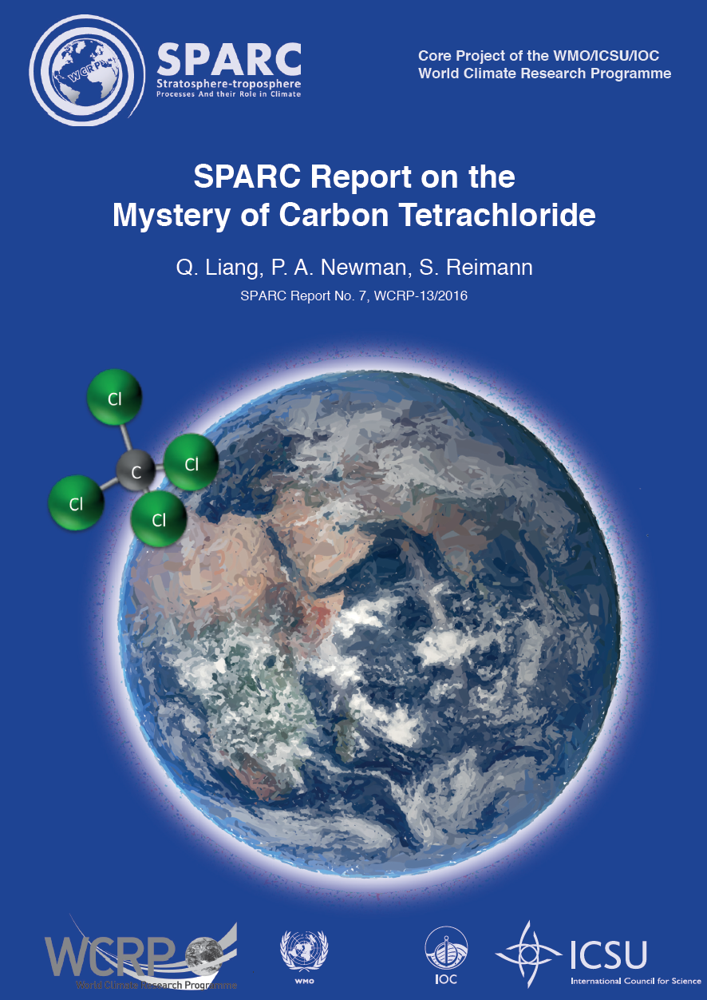 WCRP
SPARC
Stratosphere-troposphere
Processes And their Role in Climate
Core Project of the WMO/ICSU/IOC
World Climate Research Programme
SPARC Report on the
Mystery of Carbon Tetrachloride
Q. Liang, P. A. Newman, S. Reimann
SPARC Report No. 7, WCRP-13/2016
Cl
C
Cl
Cl
Cl
WCRP
World Climate Research Programme
WMO
IOC
ICSU
International Council for Science